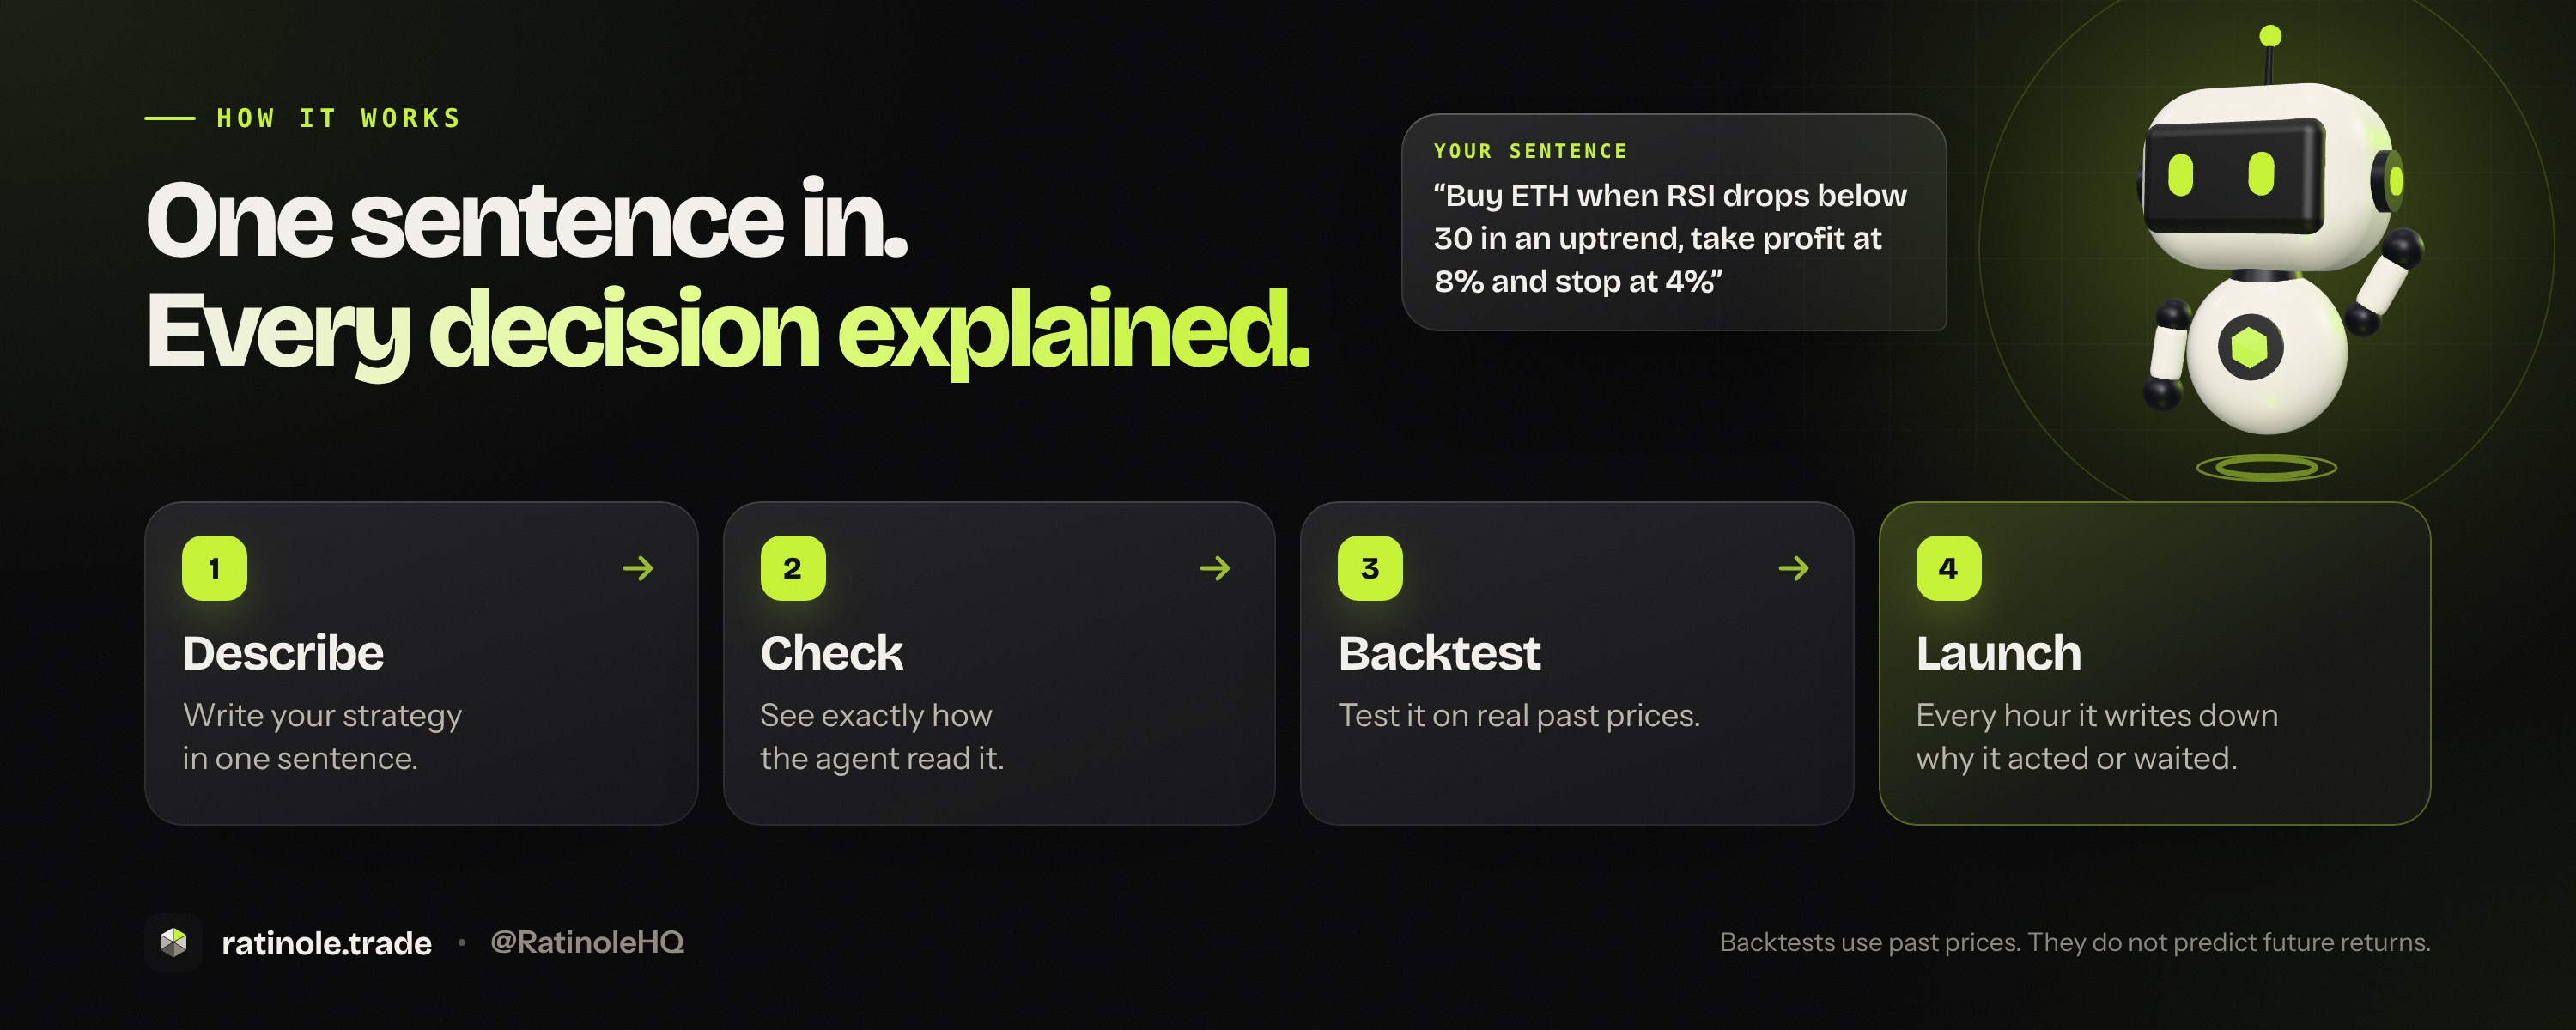 HOW IT WORKS
One sentence in.
Every decision explained.
YOUR SENTENCE
“Buy ETH when RSI drops below
30 in an uptrend, take profit at
8% and stop at 4%”
1
Describe
Write your strategy
in one sentence.
2
Check
See exactly how
the agent read it.
3
Backtest
Test it on real past prices.
4
Launch
Every hour it writes down
why it acted or waited.
ratinole.trade • @RatinoleHQ
Backtests use past prices. They do not predict future returns.